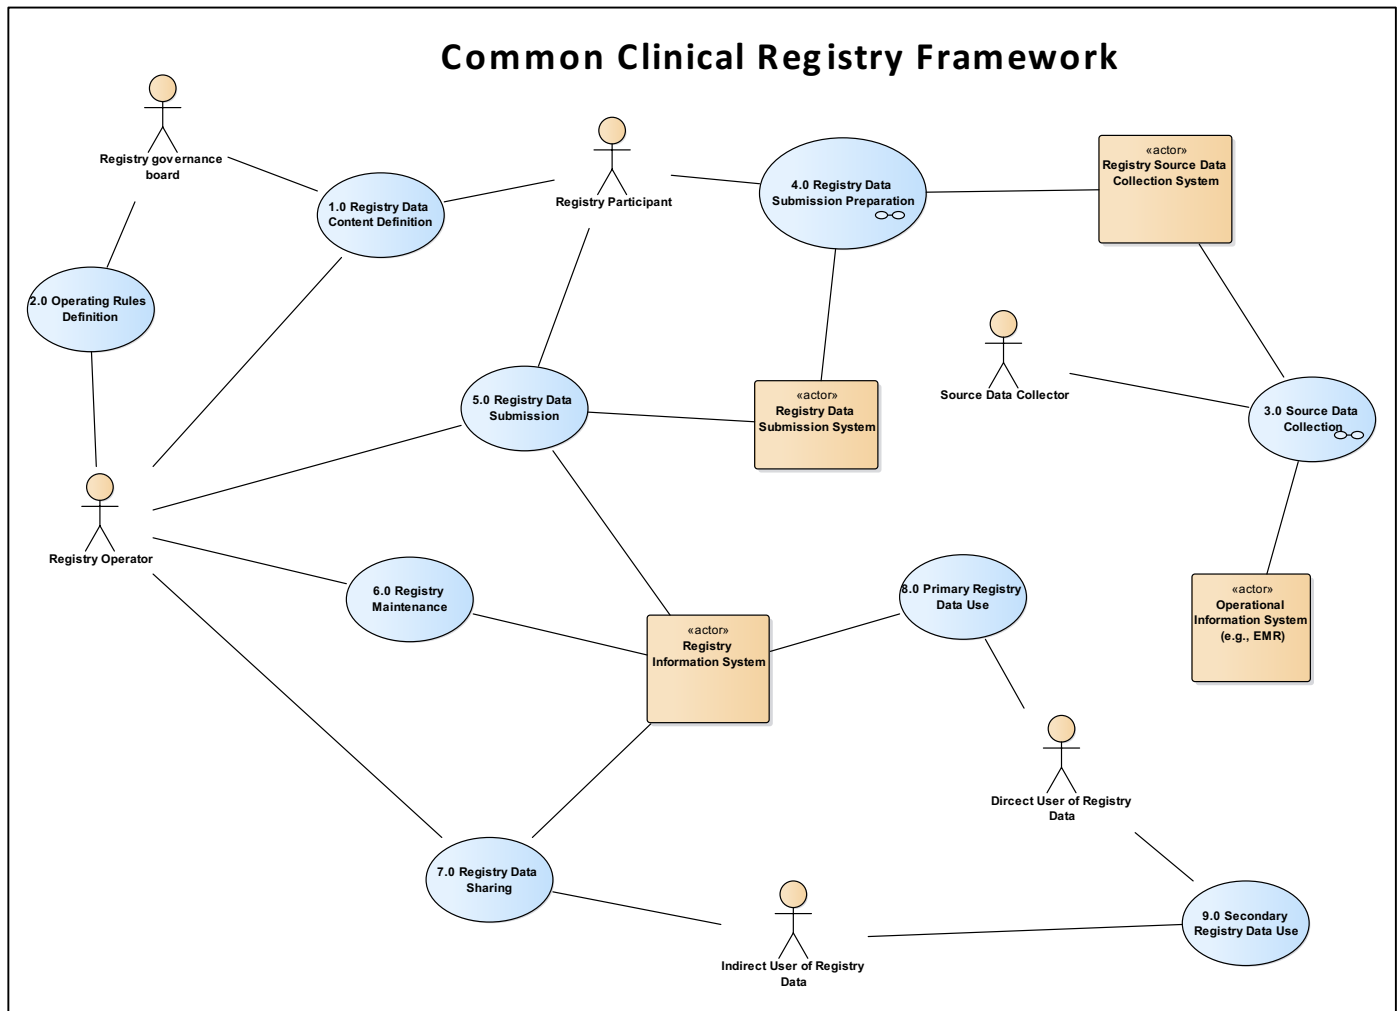 Common Clinical Registry Framework
Registry governance
board
Registry Participant
1.0 Registry Data
Content Definition
4.0 Registry Data
Submission Preparation
«actor»
Registry Source Data
Collection System
2.0 Operating Rules
Definition
Source Data Collector
5.0 Registry Data
Submission
«actor»
Registry Data
Submission System
3.0 Source Data
Collection
Registry Operator
6.0 Registry
Maintenance
«actor»
Registry
Information System
8.0 Primary Registry
Data Use
«actor»
Operational
Information System
(e.g., EMR)
Dircect User of Registry
Data
7.0 Registry Data
Sharing
Indirect User of Registry
Data
9.0 Secondary
Registry Data Use